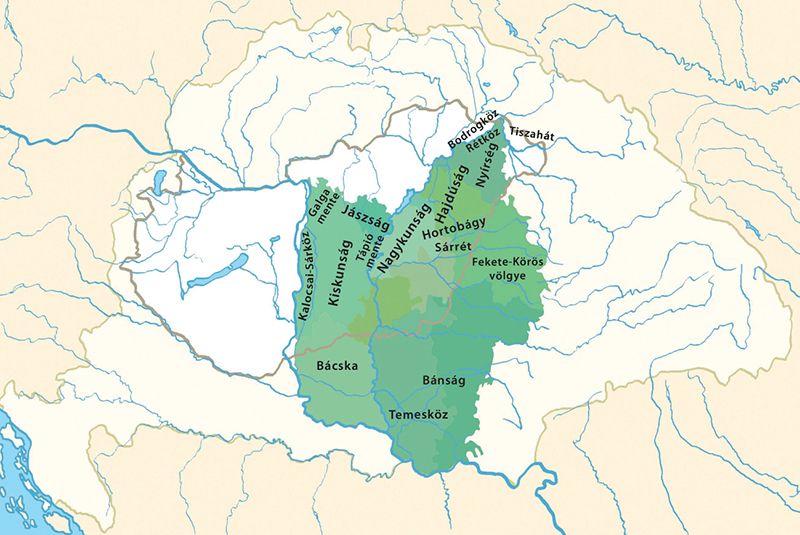 Bodrogköz
Tiszahát
Rétköz
Nyírség
Hajdúság
Galga
mente
Jászság
Nagykunság
Hortobágy
Sárrét
Tápió
mente
Kiskunság
Kalocsai-Sárköz
Fekete-Körös
völgye
Bácska
Bánság
Temesköz